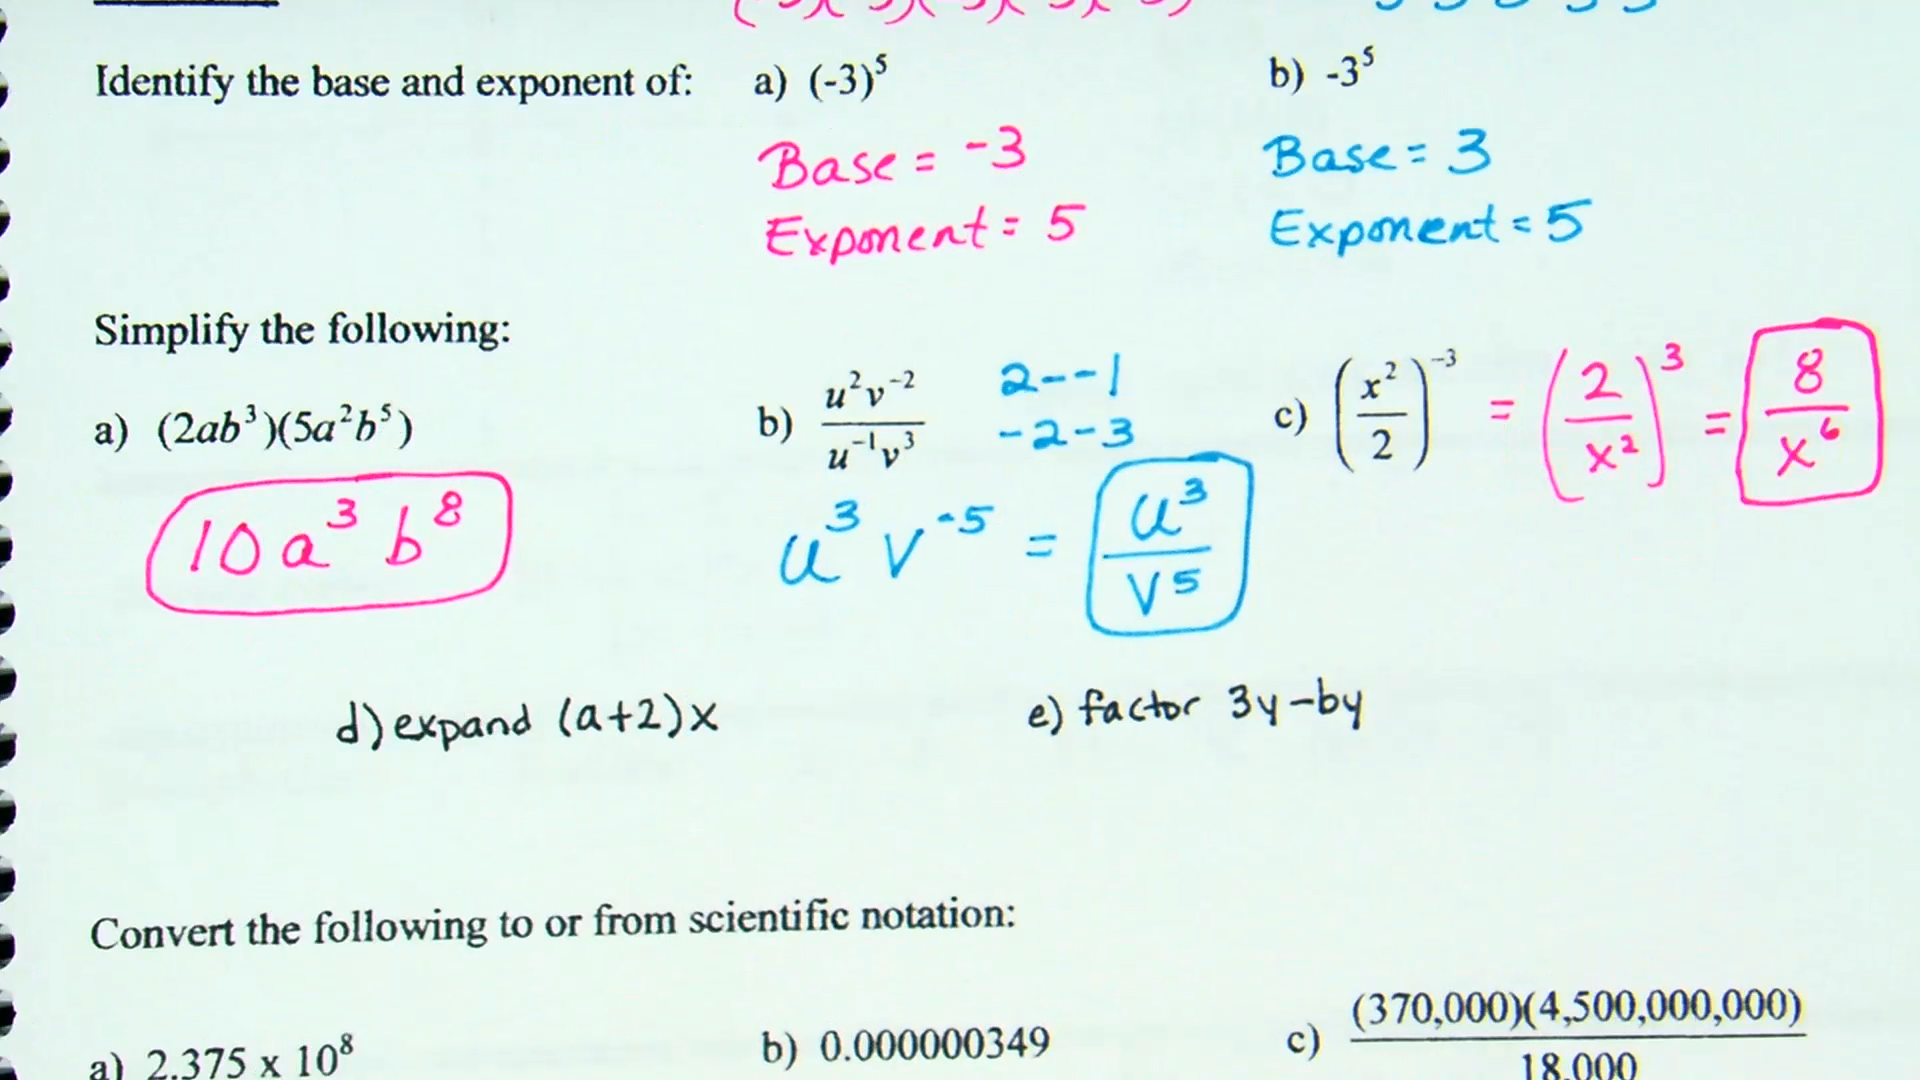 Identify the base and exponent of: a) (-3)⁵ b) -3⁵
Base = -3 Base = 3
Exponent = 5 Exponent = 5
Simplify the following:
a) (2ab³)(5a²b⁵) b) u²v⁻² / u⁻¹v³ 2--1 -2-3 c) (x²/2)⁻³ = (2/x²)³ = 8/x⁶
10a³b⁸ u³v⁻⁵ = u³/v⁵
d) expand (a+2)x e) factor 3y-by
Convert the following to or from scientific notation:
a) 2.375 x 10⁸ b) 0.000000349 c) (370,000)(4,500,000,000) / 18,000